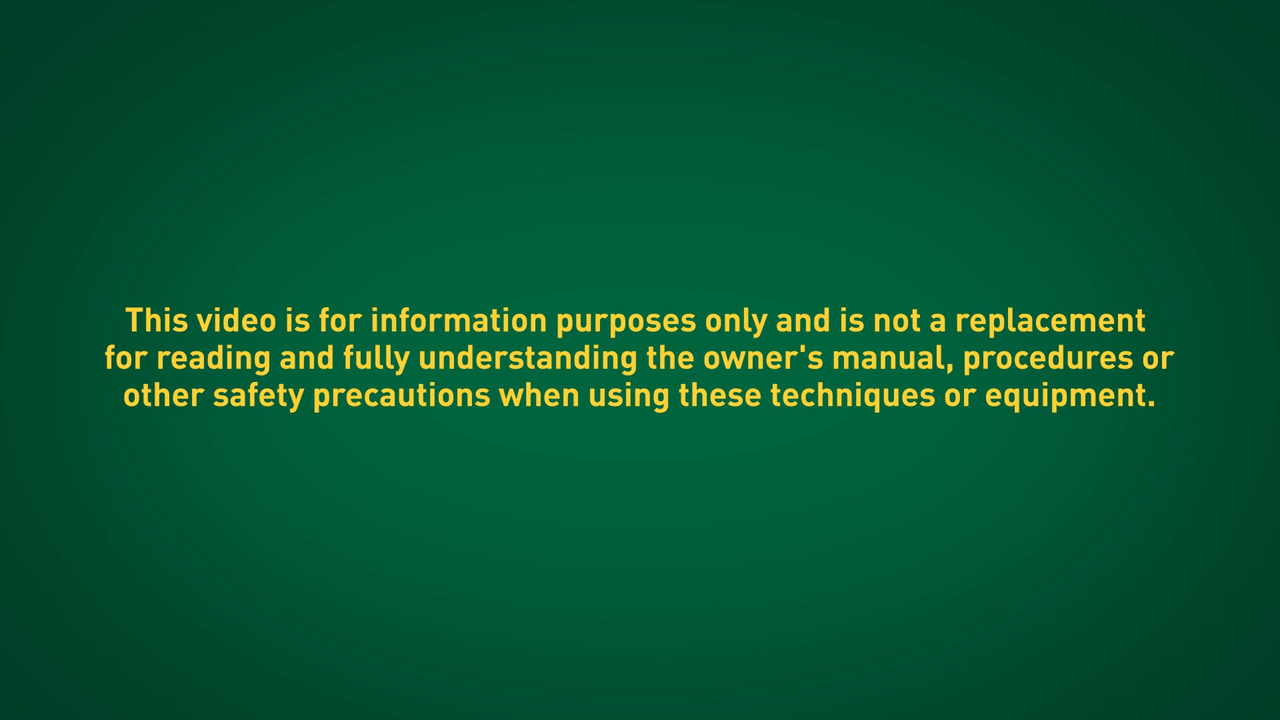 This video is for information purposes only and is not a replacement
for reading and fully understanding the owner's manual, procedures or
other safety precautions when using these techniques or equipment.